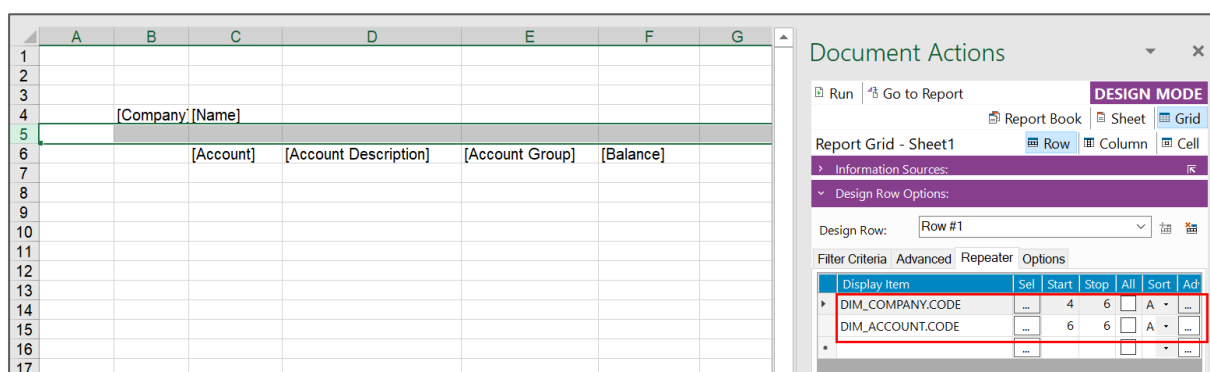 A B C D E F G
1
2
3
4 [Company] [Name]
5
6 [Account] [Account Description] [Account Group] [Balance]
7
8
9
10
11
12
13
14
15
16
17
Document Actions
Run Go to Report DESIGN MODE
Report Book Sheet Grid
Report Grid - Sheet1 Row Column Cell
Information Sources:
Design Row Options:
Design Row: Row #1
Filter Criteria Advanced Repeater Options
Display Item Sel Start Stop All Sort Ad
DIM_COMPANY.CODE ... 4 6 A ...
DIM_ACCOUNT.CODE ... 6 6 A ...
... ...